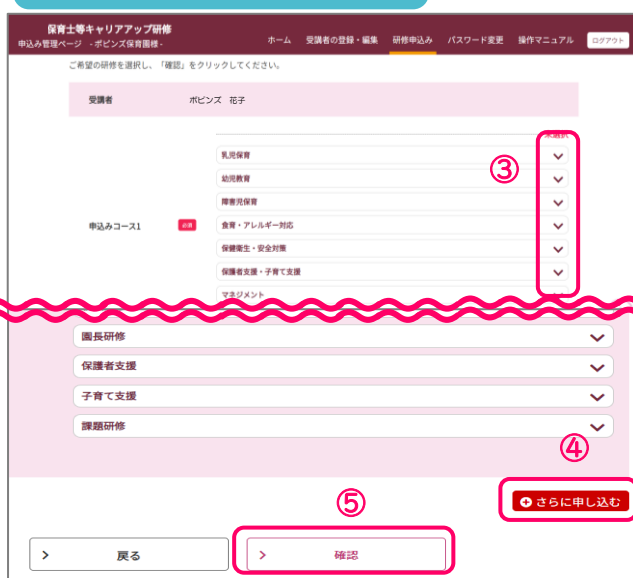 保育士等キャリアアップ研修
申込み管理ページ -ポピンズ保育園様-
ホーム 受講者の登録・編集 研修申込み パスワード変更 操作マニュアル ログアウト
ご希望の研修を選択し、「確認」をクリックしてください。
受講者 ポピンズ 花子
未選択
③
乳児保育
幼児教育
障害児保育
申込みコース1 必須 食育・アレルギー対応
保健衛生・安全対策
保護者支援・子育て支援
マネジメント
園長研修
保護者支援
子育て支援
課題研修
④
さらに申し込む
⑤
戻る 確認